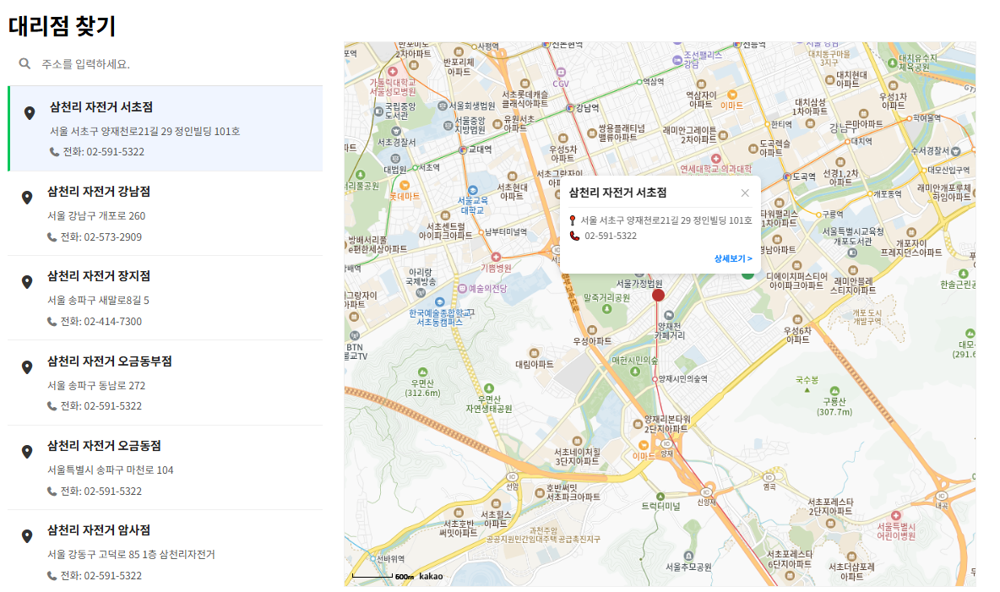 대리점 찾기
주소를 입력하세요.
삼천리 자전거 서초점
서울 서초구 양재천로21길 29 정인빌딩 101호
전화: 02-591-5322
삼천리 자전거 강남점
서울 강남구 개포로 260
전화: 02-573-2909
삼천리 자전거 장지점
서울 송파구 새말로8길 5
전화: 02-414-7300
삼천리 자전거 오금동부점
서울 송파구 동남로 272
전화: 02-591-5322
삼천리 자전거 오금동점
서울특별시 송파구 마천로 104
전화: 02-591-5322
삼천리 자전거 암사점
서울 강동구 고덕로 85 1층 삼천리자전거
전화: 02-591-5322
사평역
신논현역
선릉역
2차아파트
반포리체
아파트
조선팰리스
강남
대치동구마을
3지구
대치유수지
체육공원
가톨릭대학교
서울성모병원
CGV
역삼역
대치현대
아파트
서초롯데캐슬
클래식아파트
역삼자이
아파트
이마트
우성1차
아파트
국립중앙
도서관
서울회생법원
강남역
대치삼성
1차아파트
서울중앙
지방법원
유원서초
아파트
쌍용플래티넘
밸류아파트
래미안그레이트
2차아파트
한티역
강남구
은마아파트
학여울역
서초경찰서
교대역
우성5차
아파트
도곡렉슬
아파트
대치역
수서경찰서
대법원
서초역
연세대학교 의과대학
선경1,2차
아파트
대모산입구역
서리풀공원
롯데마트
서초현대
아파트
서초그랑자이
도곡역
개포동역
래미안개포루체
하임아파트
서울교육
대학교
타워팰리스
1차아파트
구룡역
서초센트럴
아이파크아파트
남부터미널역
서울특별시교육청
개포도서관
개포자이
프레지던스아파트
방배서리풀
e편한세상아파트
기쁨병원
방배역
아리랑
국제방송
예술의전당
디에이치퍼스티어
아이파크아파트
래미안블레
스티지아파트
한솔근린공
서울가정법원
말죽거리공원
한국예술종합학교
서초동캠퍼스
양재천
카페거리
개포 도시
개발구역
BTN
불교TV
우성아파트
우성6차
아파트
대모
(291.6
대림아파트
매헌시민의숲
양재시민의숲역
우면산
(312.6m)
우면산
자연생태공원
국수봉
구룡산
(307.7m)
양재리본타워
2단지아파트
서초네이처힐
3단지아파트
이마트
양재
선암
호반써밋
서초파크아파트
염곡
신양재
내곡
트럭터미널
서초힐스
아파트
서초호반
써밋아파트
서초포레스타
2단지아파트
서울특별시
어린이병원
과천주암
공공지원민간임대주택 공급촉진지구
선바위역
서울추모공원
서초포레스타
6단지아파트
서초더샵포레
아파트
삼천리 자전거 서초점
서울 서초구 양재천로21길 29 정인빌딩 101호
02-591-5322
상세보기 >
600m kakao